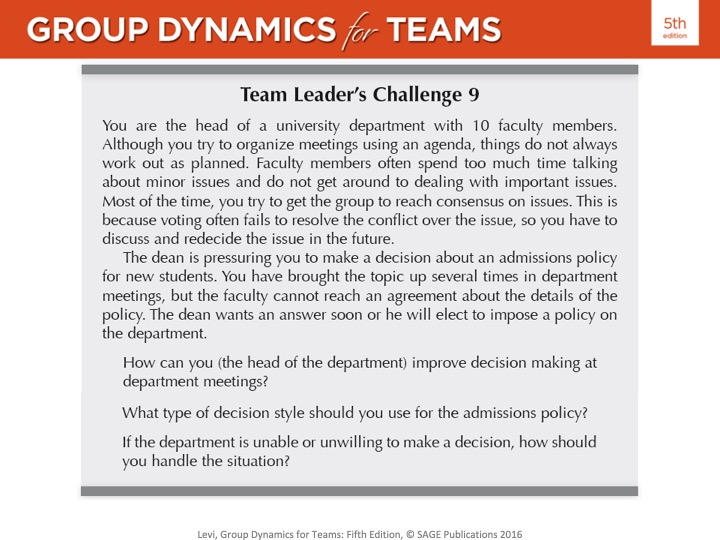 GROUP DYNAMICS for TEAMS
5th
edition
Team Leader's Challenge 9
You are the head of a university department with 10 faculty members.
Although you try to organize meetings using an agenda, things do not always
work out as planned. Faculty members often spend too much time talking
about minor issues and do not get around to dealing with important issues.
Most of the time, you try to get the group to reach consensus on issues. This is
because voting often fails to resolve the conflict over the issue, so you have to
discuss and redecide the issue in the future.
The dean is pressuring you to make a decision about an admissions policy
for new students. You have brought the topic up several times in department
meetings, but the faculty cannot reach an agreement about the details of the
policy. The dean wants an answer soon or he will elect to impose a policy on
the department.
How can you (the head of the department) improve decision making at
department meetings?
What type of decision style should you use for the admissions policy?
If the department is unable or unwilling to make a decision, how should
you handle the situation?
Levi, Group Dynamics for Teams: Fifth Edition, © SAGE Publications 2016